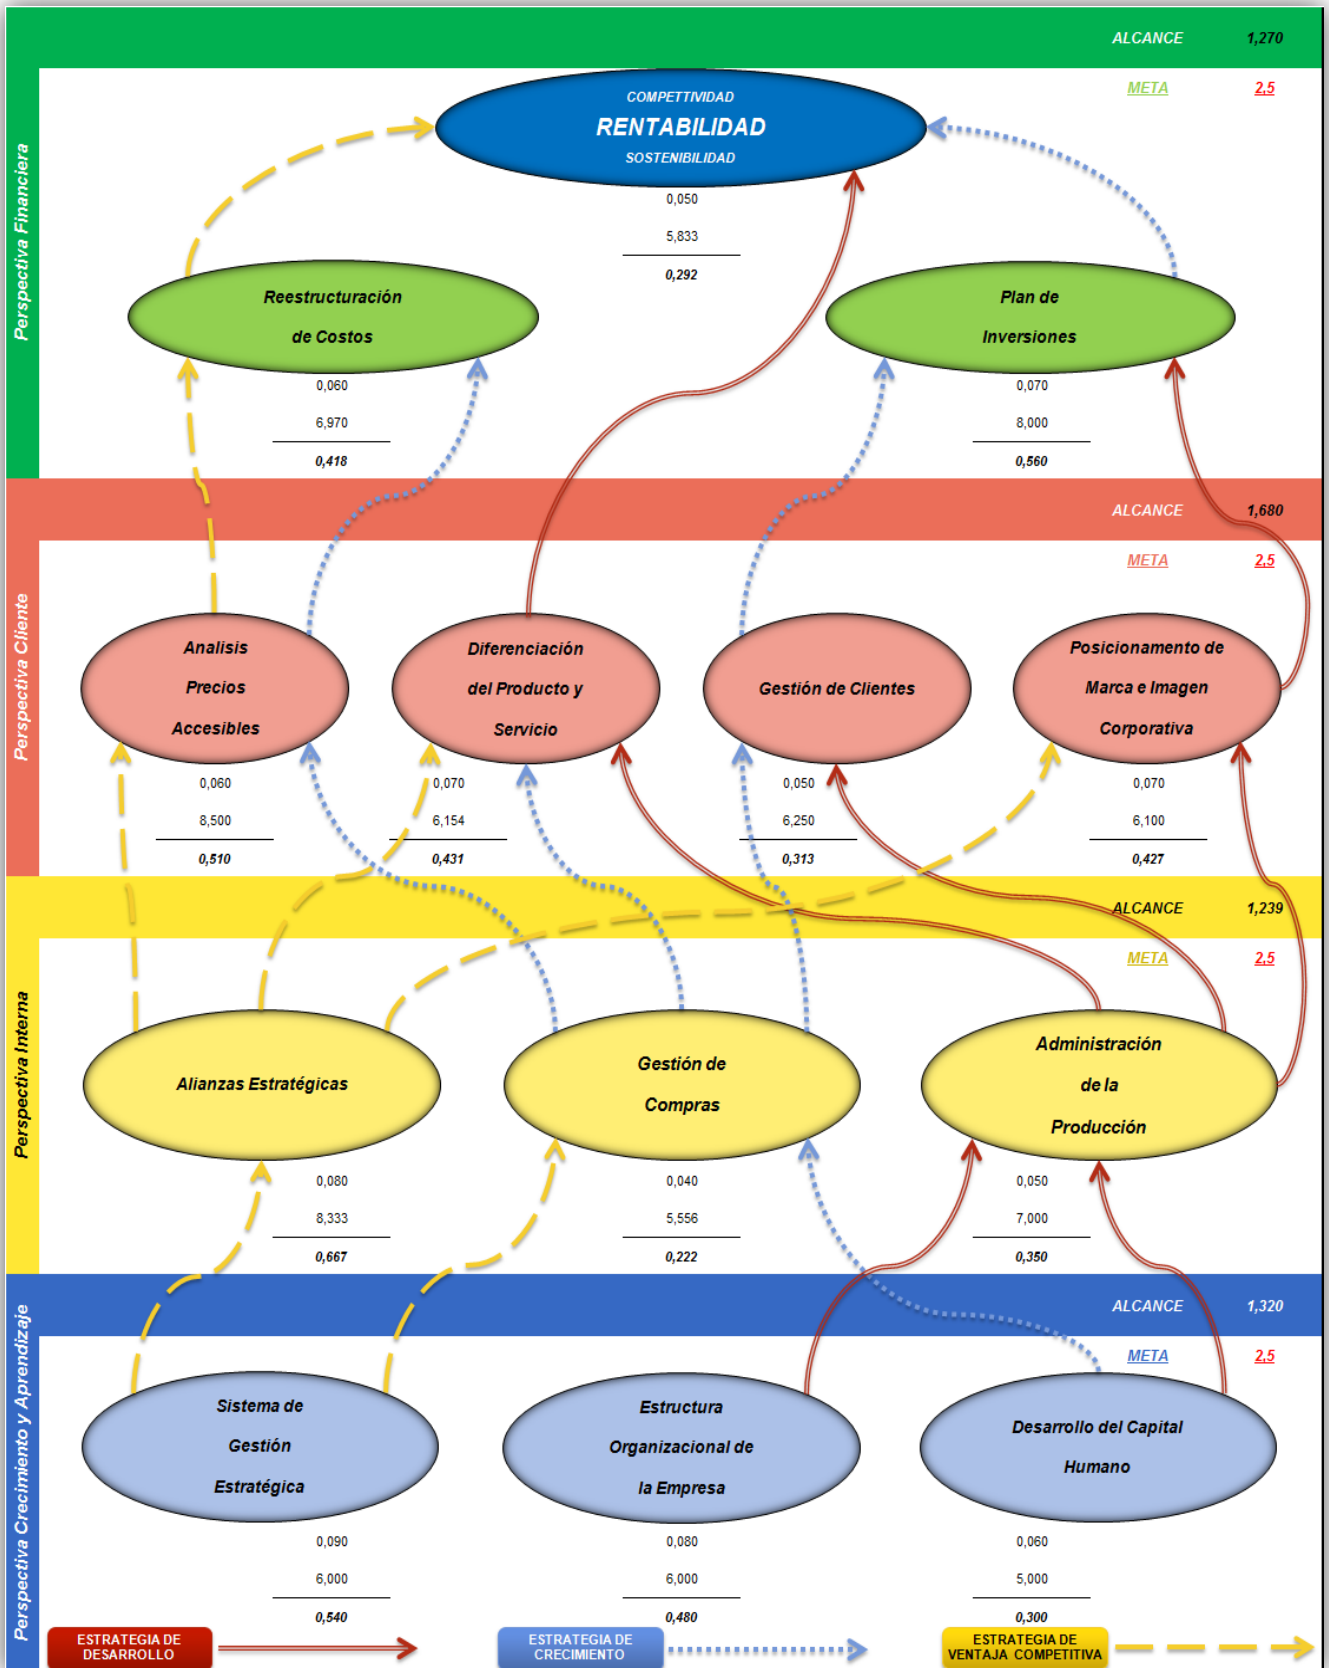 ALCANCE 1,270
META 2,5
Perspectiva Financiera
COMPETTIVIDAD
RENTABILIDAD
SOSTENIBILIDAD
0,050
5,833
0,292
Reestructuración
de Costos
0,060
6,970
0,418
Plan de
Inversiones
0,070
8,000
0,560
ALCANCE 1,680
META 2,5
Perspectiva Cliente
Analisis
Precios
Accesibles
0,060
8,500
0,510
Diferenciación
del Producto y
Servicio
0,070
6,154
0,431
Gestión de Clientes
0,050
6,250
0,313
Posicionamento de
Marca e Imagen
Corporativa
0,070
6,100
0,427
ALCANCE 1,239
META 2,5
Perspectiva Interna
Alianzas Estratégicas
0,080
8,333
0,667
Gestión de
Compras
0,040
5,556
0,222
Administración
de la
Producción
0,050
7,000
0,350
ALCANCE 1,320
META 2,5
Perspectiva Crecimiento y Aprendizaje
Sistema de
Gestión
Estratégica
0,090
6,000
0,540
Estructura
Organizacional de
la Empresa
0,080
6,000
0,480
Desarrollo del Capital
Humano
0,060
5,000
0,300
ESTRATEGIA DE
DESARROLLO
ESTRATEGIA DE
CRECIMIENTO
ESTRATEGIA DE
VENTAJA COMPETITIVA